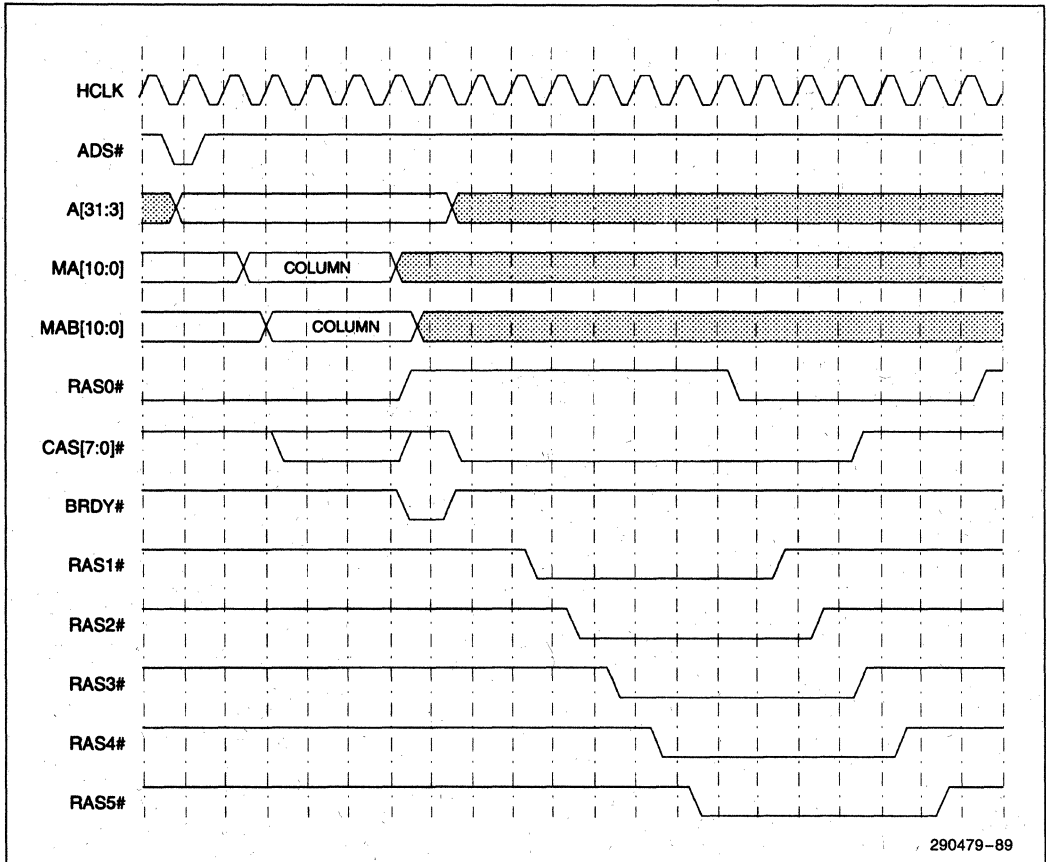 HCLK
ADS#
A[31:3]
MA[10:0]
COLUMN
MAB[10:0]
COLUMN
RAS0#
CAS[7:0]#
BRDY#
RAS1#
RAS2#
RAS3#
RAS4#
RAS5#
290479-89